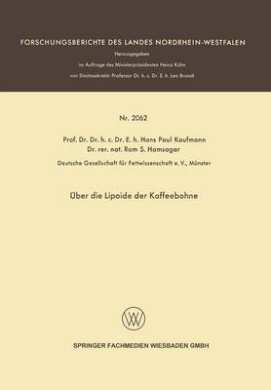 FORSCHUNGSBERICHTE DES LANDES NORDRHEIN-WESTFALEN
Herausgegeben
im Auftrage des Ministerpräsidenten Heinz Kühn
von Staatssekretär Professor Dr. h. c. Dr. E. h. Leo Brandt
Nr. 2062
Prof. Dr. Dr. h. c. Dr. E. h. Hans Paul Kaufmann
Dr. rer. nat. Ram S. Hamsagar
Deutsche Gesellschaft für Fettwissenschaft e. V., Münster
Über die Lipoide der Kaffeebohne
SPRINGER FACHMEDIEN WIESBADEN GMBH